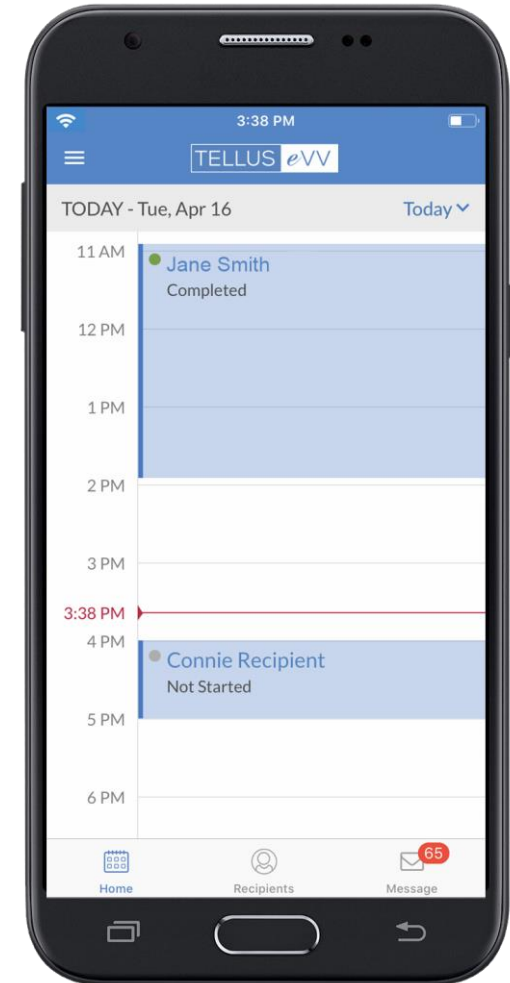 3:38 PM
TELLUS eVV
TODAY - Tue, Apr 16 Today
11 AM
Jane Smith
Completed
12 PM
1 PM
2 PM
3 PM
3:38 PM
4 PM
Connie Recipient
Not Started
5 PM
6 PM
65
Home Recipients Message